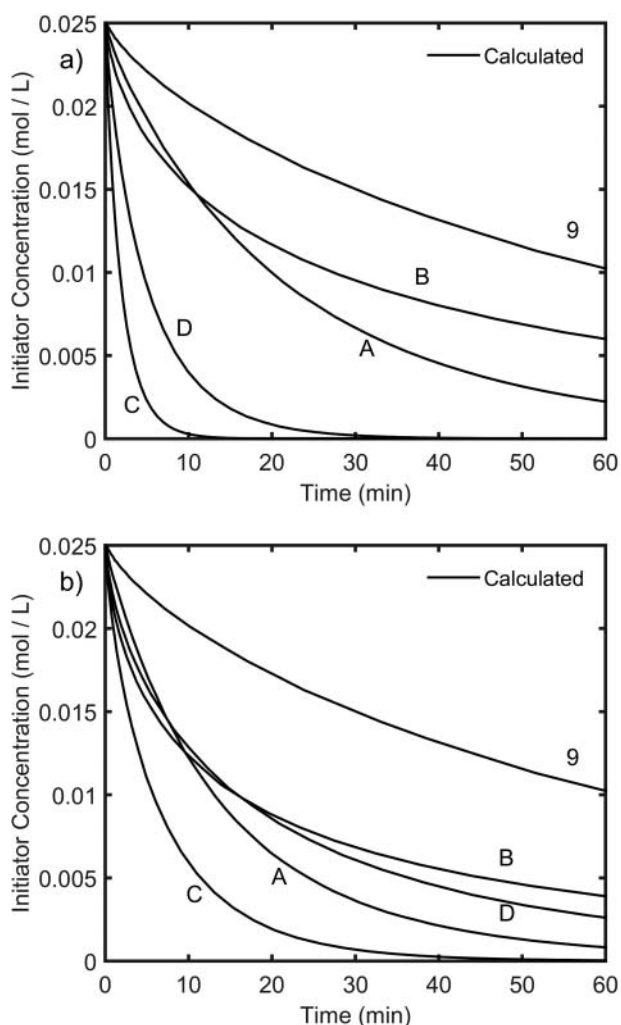 0.025
a)
Calculated
0.02
0.015
0.01
0.005
0
Initiator Concentration (mol / L)
9
B
A
D
C
0 10 20 30 40 50 60
Time (min)
0.025
b)
Calculated
0.02
0.015
0.01
0.005
0
Initiator Concentration (mol / L)
9
B
D
A
C
0 10 20 30 40 50 60
Time (min)